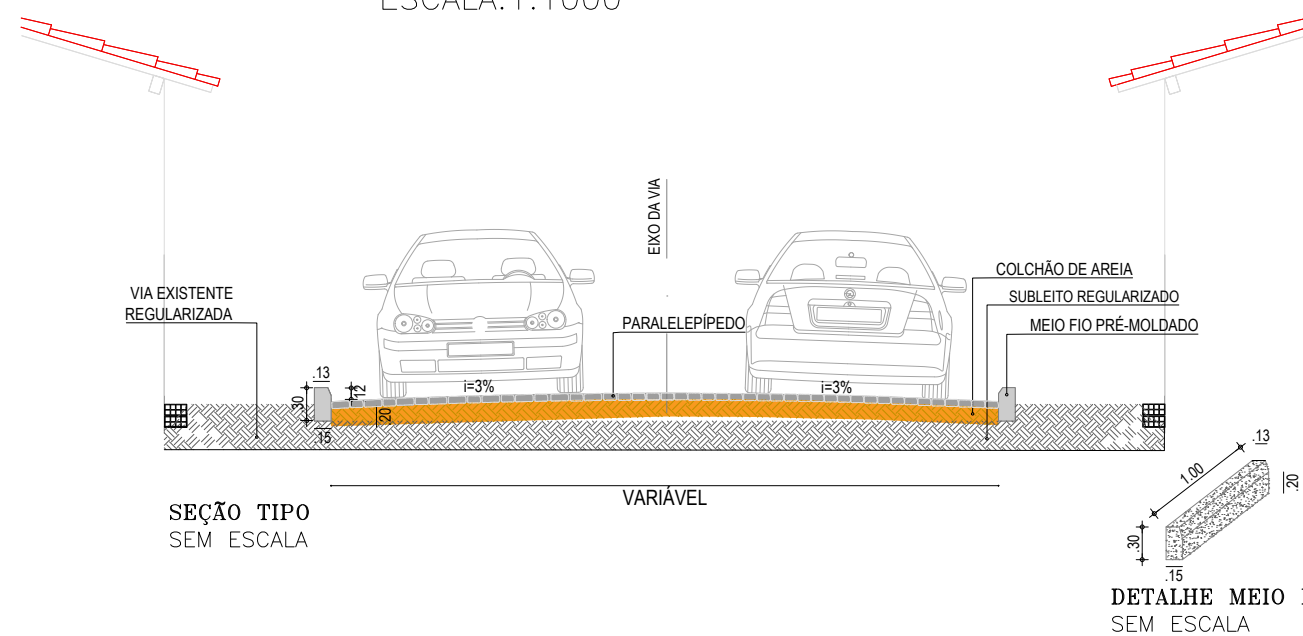 ESCALA:1:1000
EIXO DA VIA
COLCHÃO DE AREIA
VIA EXISTENTE
REGULARIZADA
SUBLEITO REGULARIZADO
PARALELEPÍPEDO
MEIO FIO PRÉ-MOLDADO
.13
.30
.12
i=3%
i=3%
.20
.15
VARIÁVEL
SEÇÃO TIPO
SEM ESCALA
.13
1.00
.20
.30
.15
DETALHE MEIO
SEM ESCALA